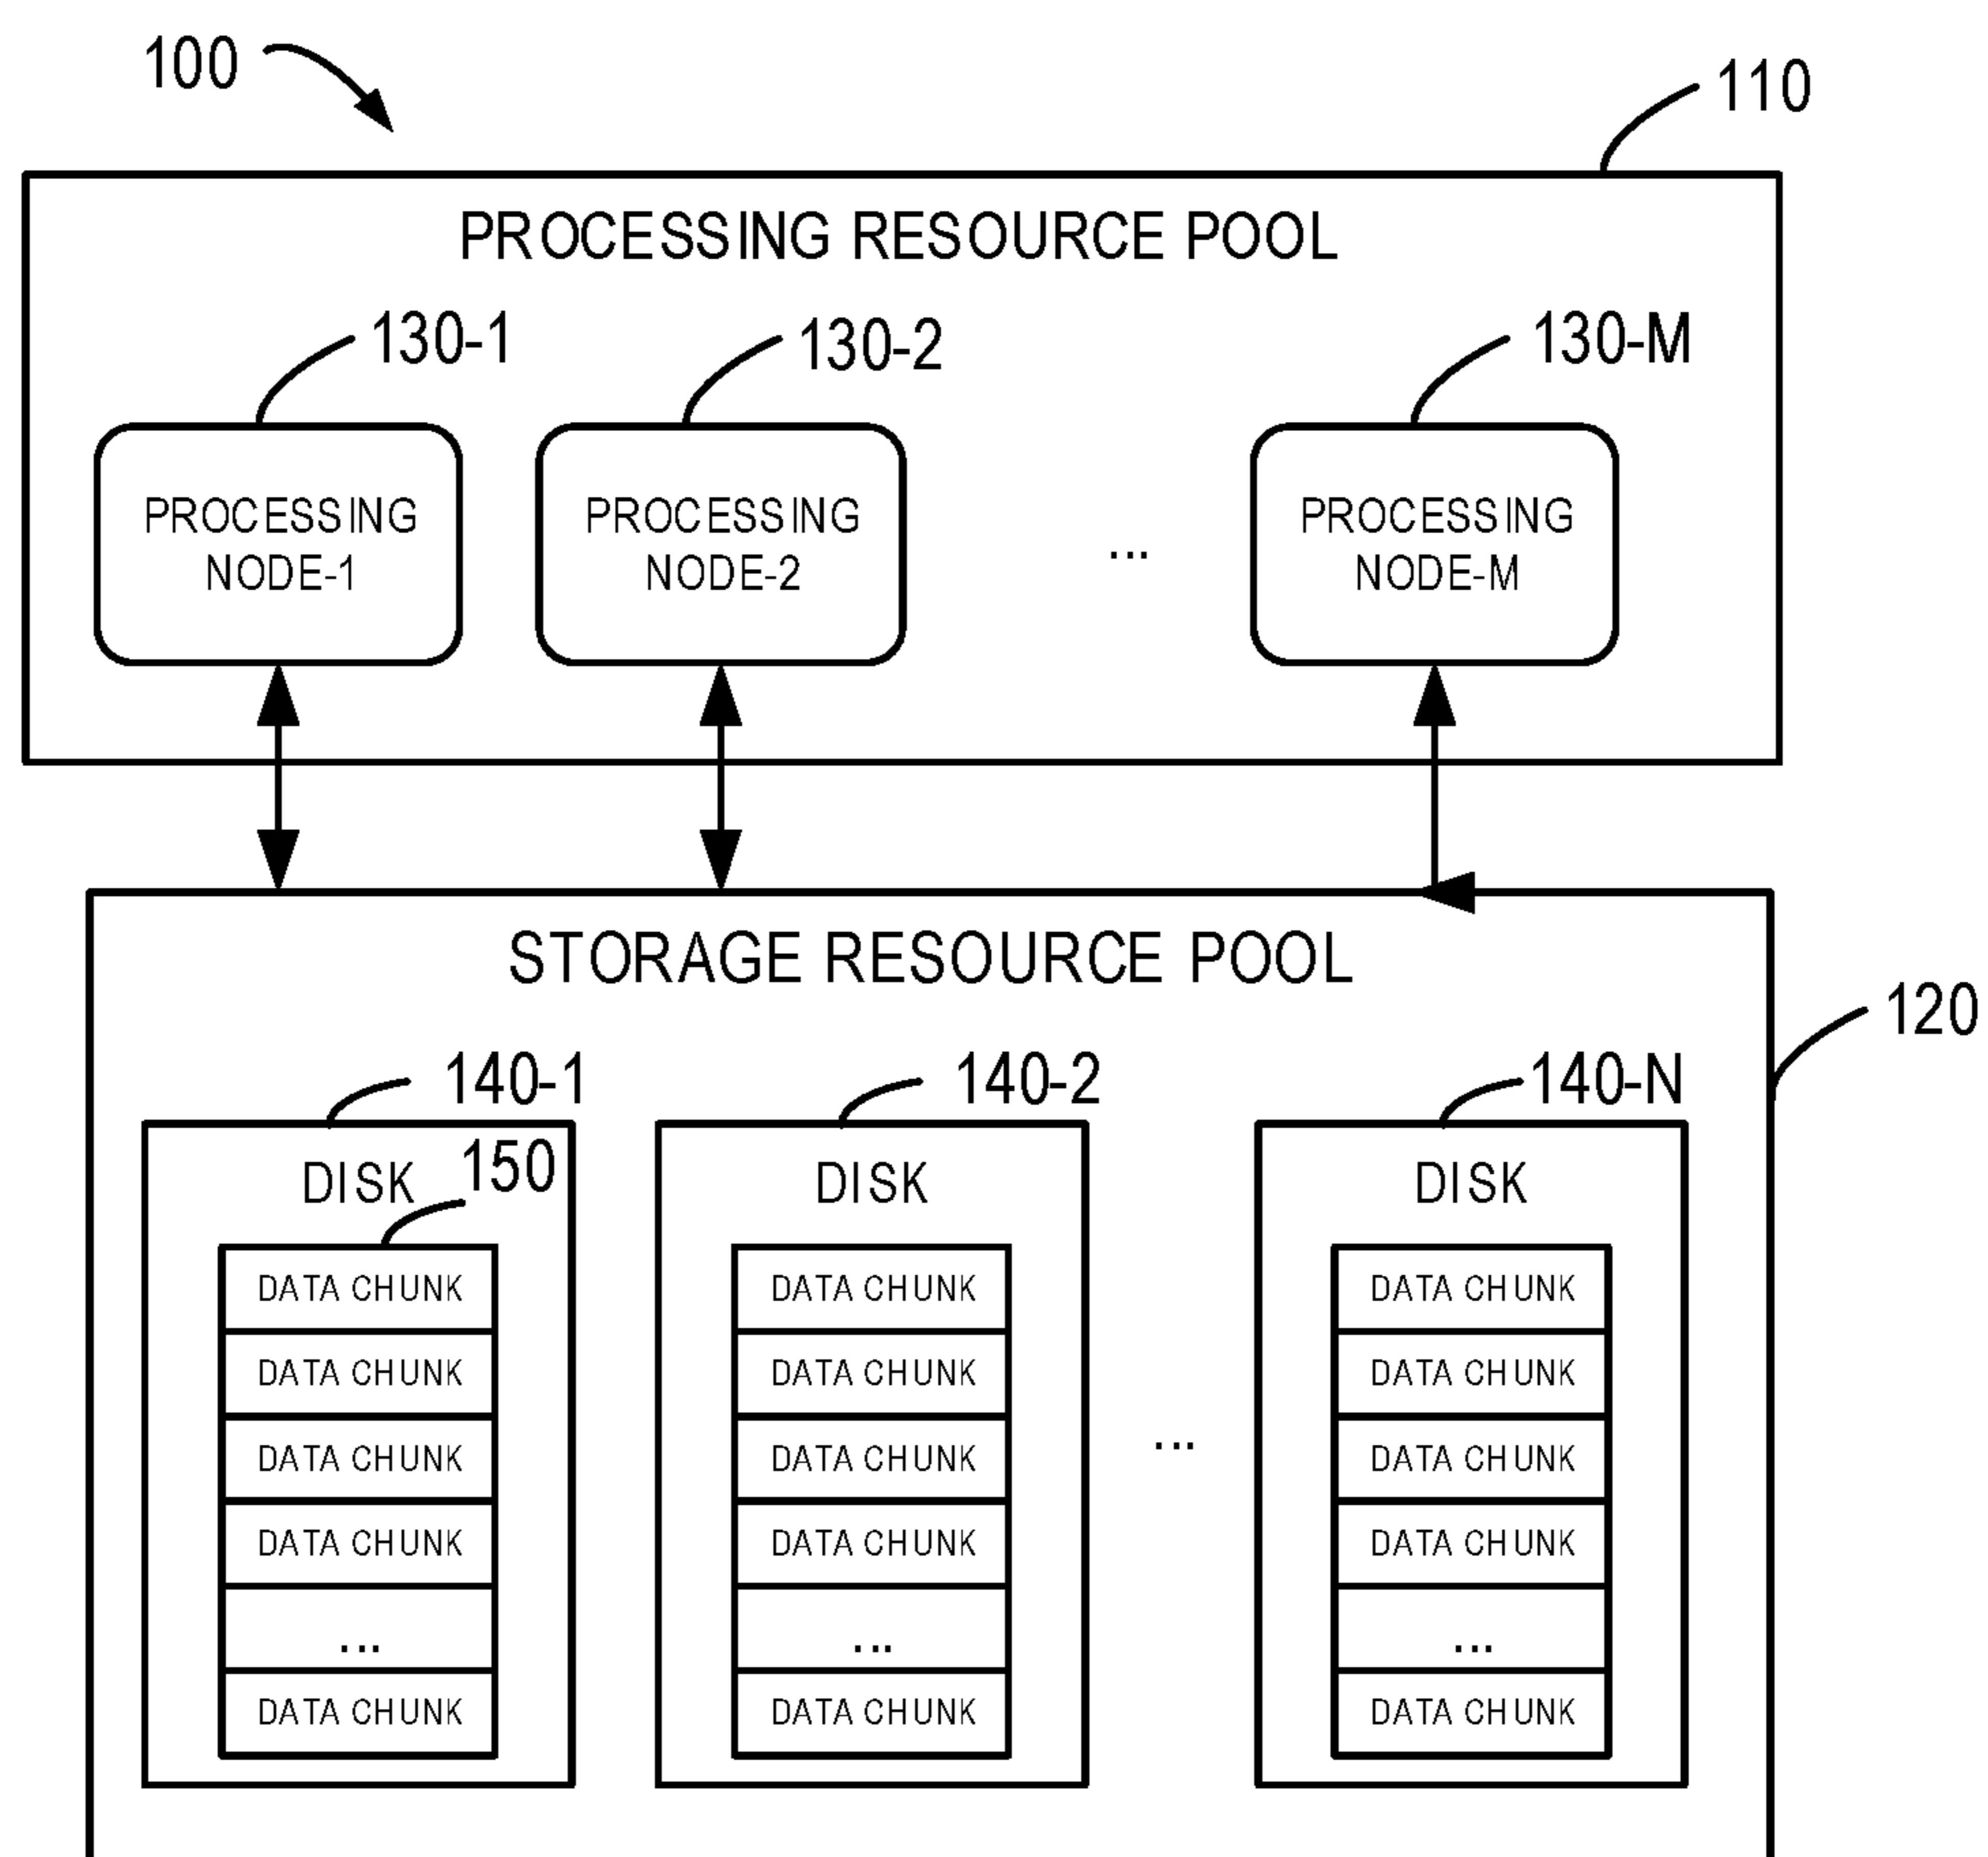 100
110
PROCESSING RESOURCE POOL
130-1
130-2
130-M
PROCESSING
NODE-1
PROCESSING
NODE-2
...
PROCESSING
NODE-M
STORAGE RESOURCE POOL
120
140-1
140-2
140-N
DISK
150
DISK
DISK
DATA CHUNK
DATA CHUNK
DATA CHUNK
DATA CHUNK
...
DATA CHUNK
DATA CHUNK
DATA CHUNK
DATA CHUNK
DATA CHUNK
...
DATA CHUNK
...
DATA CHUNK
DATA CHUNK
DATA CHUNK
DATA CHUNK
...
DATA CHUNK